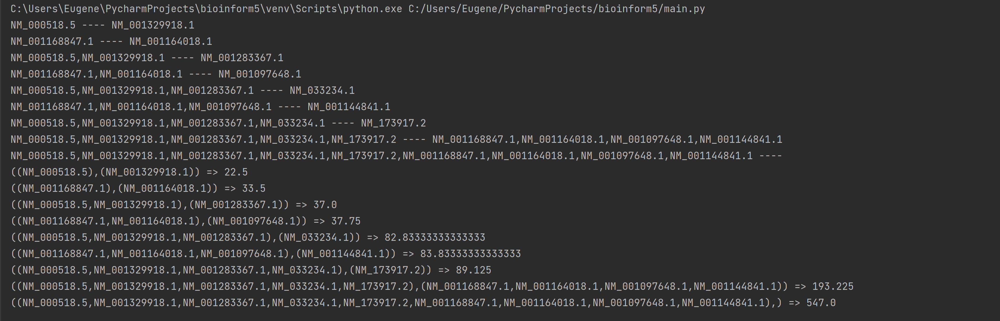 C:\Users\Eugene\PycharmProjects\bioinform5\venv\Scripts\python.exe C:/Users/Eugene/PycharmProjects/bioinform5/main.py
NM_000518.5 ---- NM_001329918.1
NM_001168847.1 ---- NM_001164018.1
NM_000518.5,NM_001329918.1 ---- NM_001283367.1
NM_001168847.1,NM_001164018.1 ---- NM_001097648.1
NM_000518.5,NM_001329918.1,NM_001283367.1 ---- NM_033234.1
NM_001168847.1,NM_001164018.1,NM_001097648.1 ---- NM_001144841.1
NM_000518.5,NM_001329918.1,NM_001283367.1,NM_033234.1 ---- NM_173917.2
NM_000518.5,NM_001329918.1,NM_001283367.1,NM_033234.1,NM_173917.2 ---- NM_001168847.1,NM_001164018.1,NM_001097648.1,NM_001144841.1
NM_000518.5,NM_001329918.1,NM_001283367.1,NM_033234.1,NM_173917.2,NM_001168847.1,NM_001164018.1,NM_001097648.1,NM_001144841.1 ----
((NM_000518.5),(NM_001329918.1)) => 22.5
((NM_001168847.1),(NM_001164018.1)) => 33.5
((NM_000518.5,NM_001329918.1),(NM_001283367.1)) => 37.0
((NM_001168847.1,NM_001164018.1),(NM_001097648.1)) => 37.75
((NM_000518.5,NM_001329918.1,NM_001283367.1),(NM_033234.1)) => 82.83333333333333
((NM_001168847.1,NM_001164018.1,NM_001097648.1),(NM_001144841.1)) => 83.83333333333333
((NM_000518.5,NM_001329918.1,NM_001283367.1,NM_033234.1),(NM_173917.2)) => 89.125
((NM_000518.5,NM_001329918.1,NM_001283367.1,NM_033234.1,NM_173917.2),(NM_001168847.1,NM_001164018.1,NM_001097648.1,NM_001144841.1)) => 193.225
((NM_000518.5,NM_001329918.1,NM_001283367.1,NM_033234.1,NM_173917.2,NM_001168847.1,NM_001164018.1,NM_001097648.1,NM_001144841.1),) => 547.0